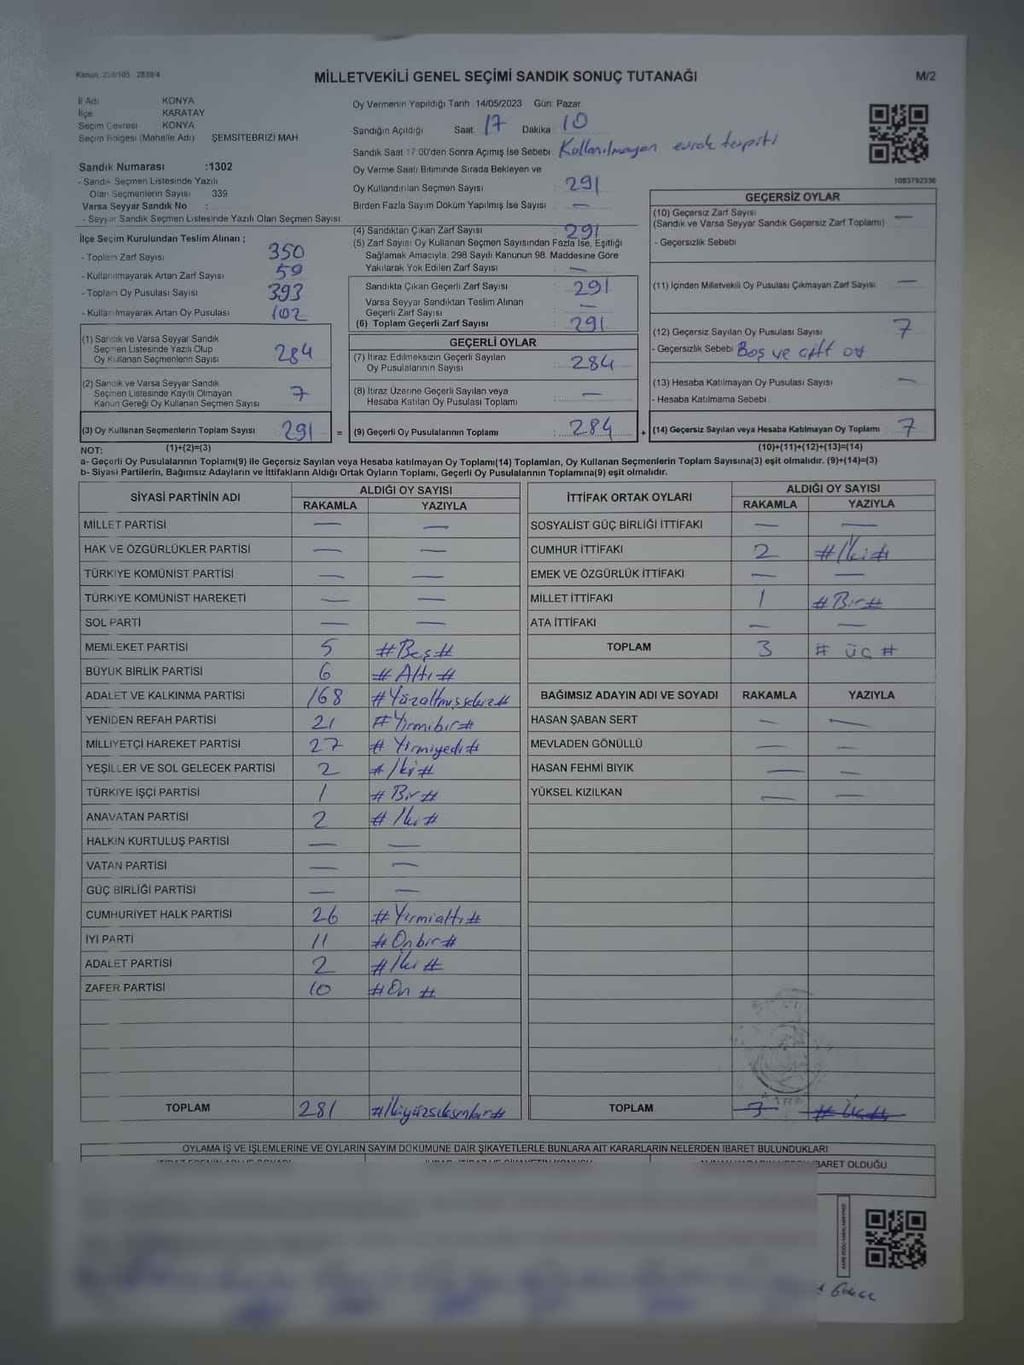 MİLLETVEKİLİ GENEL SEÇİMİ SANDIK SONUÇ TUTANAĞI
M/2
İl Adı KONYA
İlçe KARATAY
Seçim Çevresi KONYA
Seçim Bölgesi (Mahalle Adı) ŞEMSİTEBRİZİ MAH
Sandık Numarası :1302
- Sandık Seçmen Listesinde Yazılı
Olan Seçmenlerin Sayısı 339
Varsa Seyyar Sandık No :
- Seyyar Sandık Seçmen Listesinde Yazılı Olan Seçmen Sayısı
Oy Vermenin Yapıldığı Tarih 14/05/2023 Gün: Pazar
Sandığın Açıldığı Saat 17 Dakika 10
Sandık Saat 17:00'den Sonra Açımış İse Sebebi Kullanılmayan evrak tespiti
Oy Verme Saati Bitiminde Sırada Bekleyen ve
Oy Kullandırılan Seçmen Sayısı 291
Birden Fazla Sayım Döküm Yapılmış İse Sayısı —
1083792336
İlçe Seçim Kurulundan Teslim Alınan ;
- Toplam Zarf Sayısı 350
- Kullanılmayarak Artan Zarf Sayısı 59
- Toplam Oy Pusulası Sayısı 393
- Kullanılmayarak Artan Oy Pusulası 102
(1) Sandık ve Varsa Seyyar Sandık
Seçmen Listesinde Yazılı Olup
Oy Kullanan Seçmenlerin Sayısı 284
(2) Sandık ve Varsa Seyyar Sandık
Seçmen Listesinde Kayıtlı Olmayan
Kanun Gereği Oy Kullanan Seçmen Sayısı 7
(3) Oy Kullanan Seçmenlerin Toplam Sayısı 291 =
(4) Sandıktan Çıkan Zarf Sayısı 291
(5) Zarf Sayısı Oy Kullanan Seçmen Sayısından Fazla İse, Eşitliği
Sağlamak Amacıyla; 298 Sayılı Kanunun 98. Maddesine Göre
Yakılarak Yok Edilen Zarf Sayısı —
Sandıkta Çıkan Geçerli Zarf Sayısı 291
Varsa Seyyar Sandıktan Teslim Alınan
Geçerli Zarf Sayısı —
(6) Toplam Geçerli Zarf Sayısı 291
GEÇERLİ OYLAR
(7) İtiraz Edilmeksizin Geçerli Sayılan
Oy Pusulalarının Sayısı 284
(8) İtiraz Üzerine Geçerli Sayılan veya
Hesaba Katılan Oy Pusulası Toplamı —
(9) Geçerli Oy Pusulalarının Toplamı 284 +
GEÇERSİZ OYLAR
(10) Geçersiz Zarf Sayısı —
(Sandık ve Varsa Seyyar Sandık Geçersiz Zarf Toplamı)
- Geçersizlik Sebebi
(11) İçinden Milletvekili Oy Pusulası Çıkmayan Zarf Sayısı —
(12) Geçersiz Sayılan Oy Pusulası Sayısı 7
- Geçersizlik Sebebi Boş ve çift oy
(13) Hesaba Katılmayan Oy Pusulası Sayısı —
- Hesaba Katılmama Sebebi
(14) Geçersiz Sayılan veya Hesaba Katılmayan Oy Toplamı 7
NOT: (1)+(2)=(3) (10)+(11)+(12)+(13)=(14)
a- Geçerli Oy Pusulalarının Toplamı(9) ile Geçersiz Sayılan veya Hesaba katılmayan Oy Toplamı(14) Toplamları, Oy Kullanan Seçmenlerin Toplam Sayısına(3) eşit olmalıdır. (9)+(14)=(3)
b- Siyasi Partilerin, Bağımsız Adayların ve İttifakların Aldığı Oyların Toplamı, Geçerli Oy Pusulalarının Toplamına(9) eşit olmalıdır.
SİYASİ PARTİNİN ADI ALDIĞI OY SAYISI
RAKAMLA YAZIYLA
MİLLET PARTİSİ — —
HAK VE ÖZGÜRLÜKLER PARTİSİ — —
TÜRKİYE KOMÜNİST PARTİSİ — —
TÜRKİYE KOMÜNİST HAREKETİ — —
SOL PARTİ — —
MEMLEKET PARTİSİ 5 #Beş#
BÜYÜK BİRLİK PARTİSİ 6 #Altı#
ADALET VE KALKINMA PARTİSİ 168 #Yüzaltmışsekiz#
YENİDEN REFAH PARTİSİ 21 #Yirmibir#
MİLLİYETÇİ HAREKET PARTİSİ 27 #Yirmiyedi#
YEŞİLLER VE SOL GELECEK PARTİSİ 2 #İki#
TÜRKİYE İŞÇİ PARTİSİ 1 #Bir#
ANAVATAN PARTİSİ 2 #İki#
HALKIN KURTULUŞ PARTİSİ — —
VATAN PARTİSİ — —
GÜÇ BİRLİĞİ PARTİSİ — —
CUMHURİYET HALK PARTİSİ 26 #Yirmialtı#
İYİ PARTİ 11 #Onbir#
ADALET PARTİSİ 2 #İki#
ZAFER PARTİSİ 10 #On#
TOPLAM 281 #İkiyüzseksenbir#
İTTİFAK ORTAK OYLARI ALDIĞI OY SAYISI
RAKAMLA YAZIYLA
SOSYALİST GÜÇ BİRLİĞİ İTTİFAKI — —
CUMHUR İTTİFAKI 2 #İki#
EMEK VE ÖZGÜRLÜK İTTİFAKI — —
MİLLET İTTİFAKI 1 #Bir#
ATA İTTİFAKI — —
TOPLAM 3 # üç #
BAĞIMSIZ ADAYIN ADI VE SOYADI RAKAMLA YAZIYLA
HASAN ŞABAN SERT — —
MEVLADEN GÖNÜLLÜ — —
HASAN FEHMİ BIYIK — —
YÜKSEL KIZILKAN — —
TOPLAM 3 # Üç#
OYLAMA İŞ VE İŞLEMLERİNE VE OYLARIN SAYIM DÖKÜMÜNE DAİR ŞİKAYETLERLE BUNLARA AİT KARARLARIN NELERDEN İBARET BULUNDUKLARI
BARET OLDUĞU